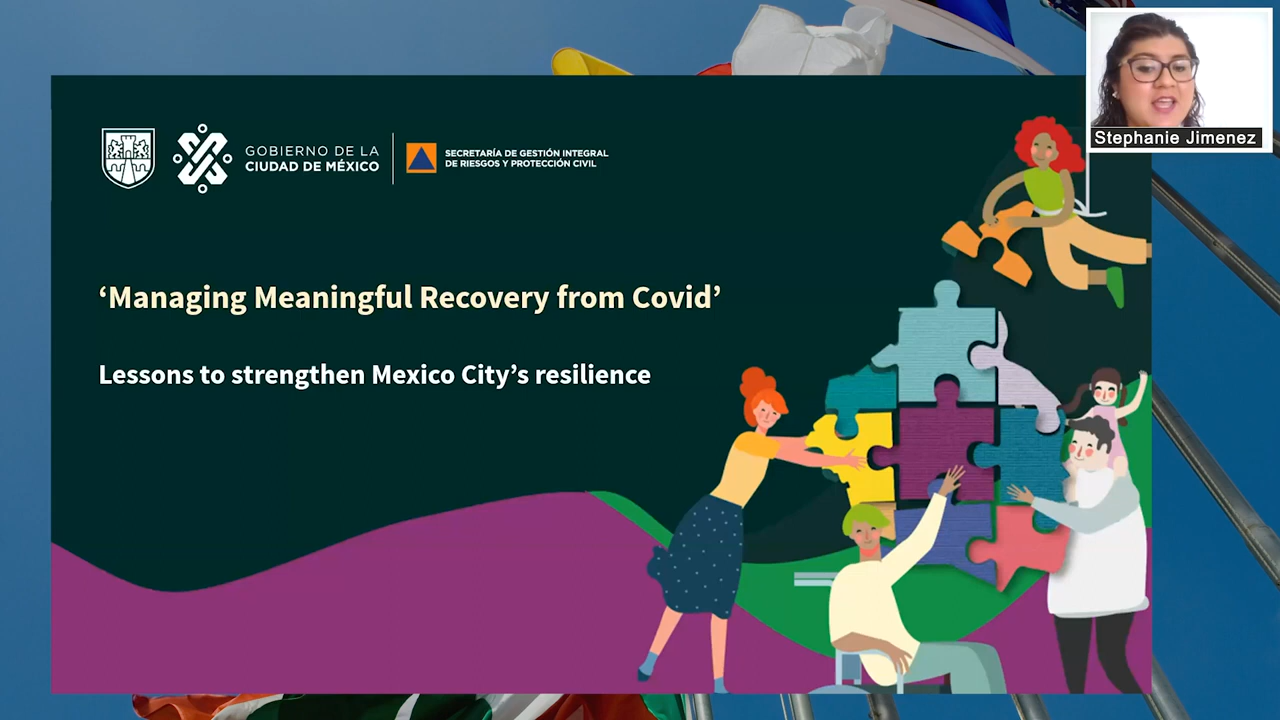 Stephanie Jimenez
GOBIERNO DE LA
CIUDAD DE MÉXICO
SECRETARÍA DE GESTIÓN INTEGRAL
DE RIESGOS Y PROTECCIÓN CIVIL
‘Managing Meaningful Recovery from Covid’
Lessons to strengthen Mexico City’s resilience